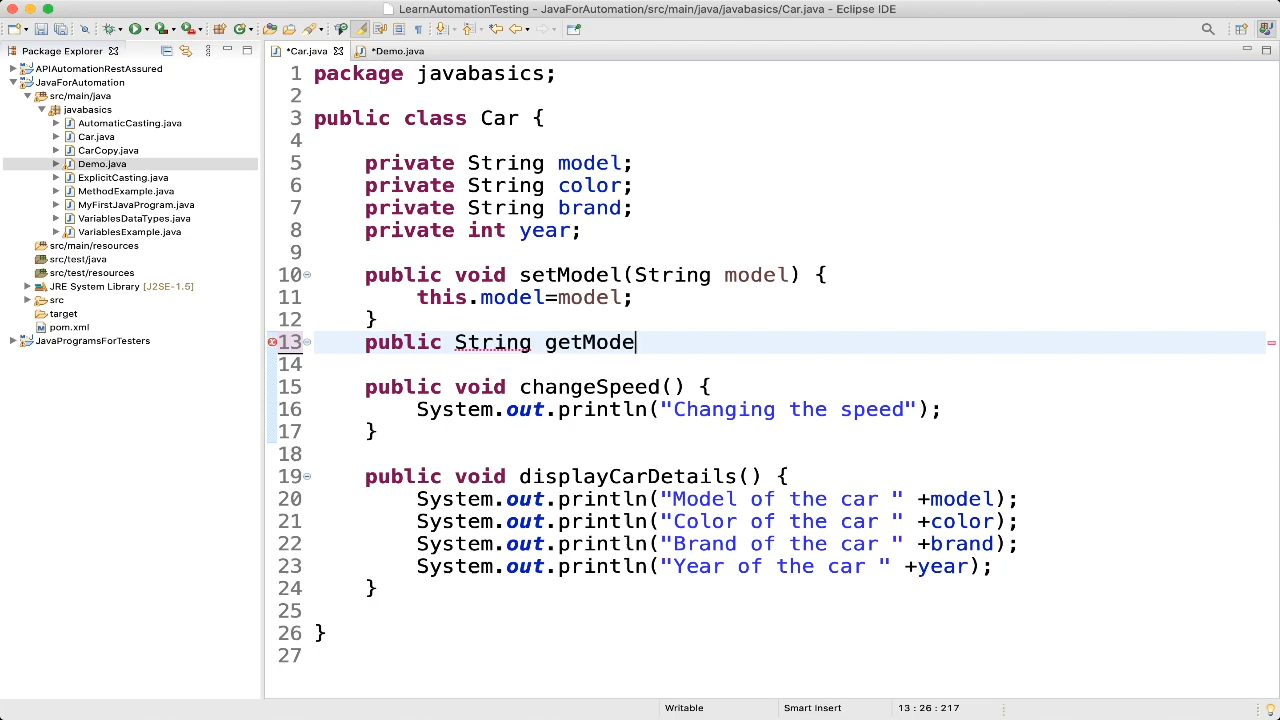 LearnAutomationTesting - JavaForAutomation/src/main/java/javabasics/Car.java - Eclipse IDE
Package Explorer
*Car.java
*Demo.java
APIAutomationRestAssured
JavaForAutomation
src/main/java
javabasics
AutomaticCasting.java
Car.java
CarCopy.java
Demo.java
ExplicitCasting.java
MethodExample.java
MyFirstJavaProgram.java
VariablesDataTypes.java
VariablesExample.java
src/main/resources
src/test/java
src/test/resources
JRE System Library [J2SE-1.5]
src
target
pom.xml
JavaProgramsForTesters
1 package javabasics;
2
3 public class Car {
4
5 private String model;
6 private String color;
7 private String brand;
8 private int year;
9
10 public void setModel(String model) {
11 this.model=model;
12 }
13 public String getMode
14
15 public void changeSpeed() {
16 System.out.println("Changing the speed");
17 }
18
19 public void displayCarDetails() {
20 System.out.println("Model of the car " +model);
21 System.out.println("Color of the car " +color);
22 System.out.println("Brand of the car " +brand);
23 System.out.println("Year of the car " +year);
24 }
25
26 }
27
Writable
Smart Insert
13 : 26 : 217